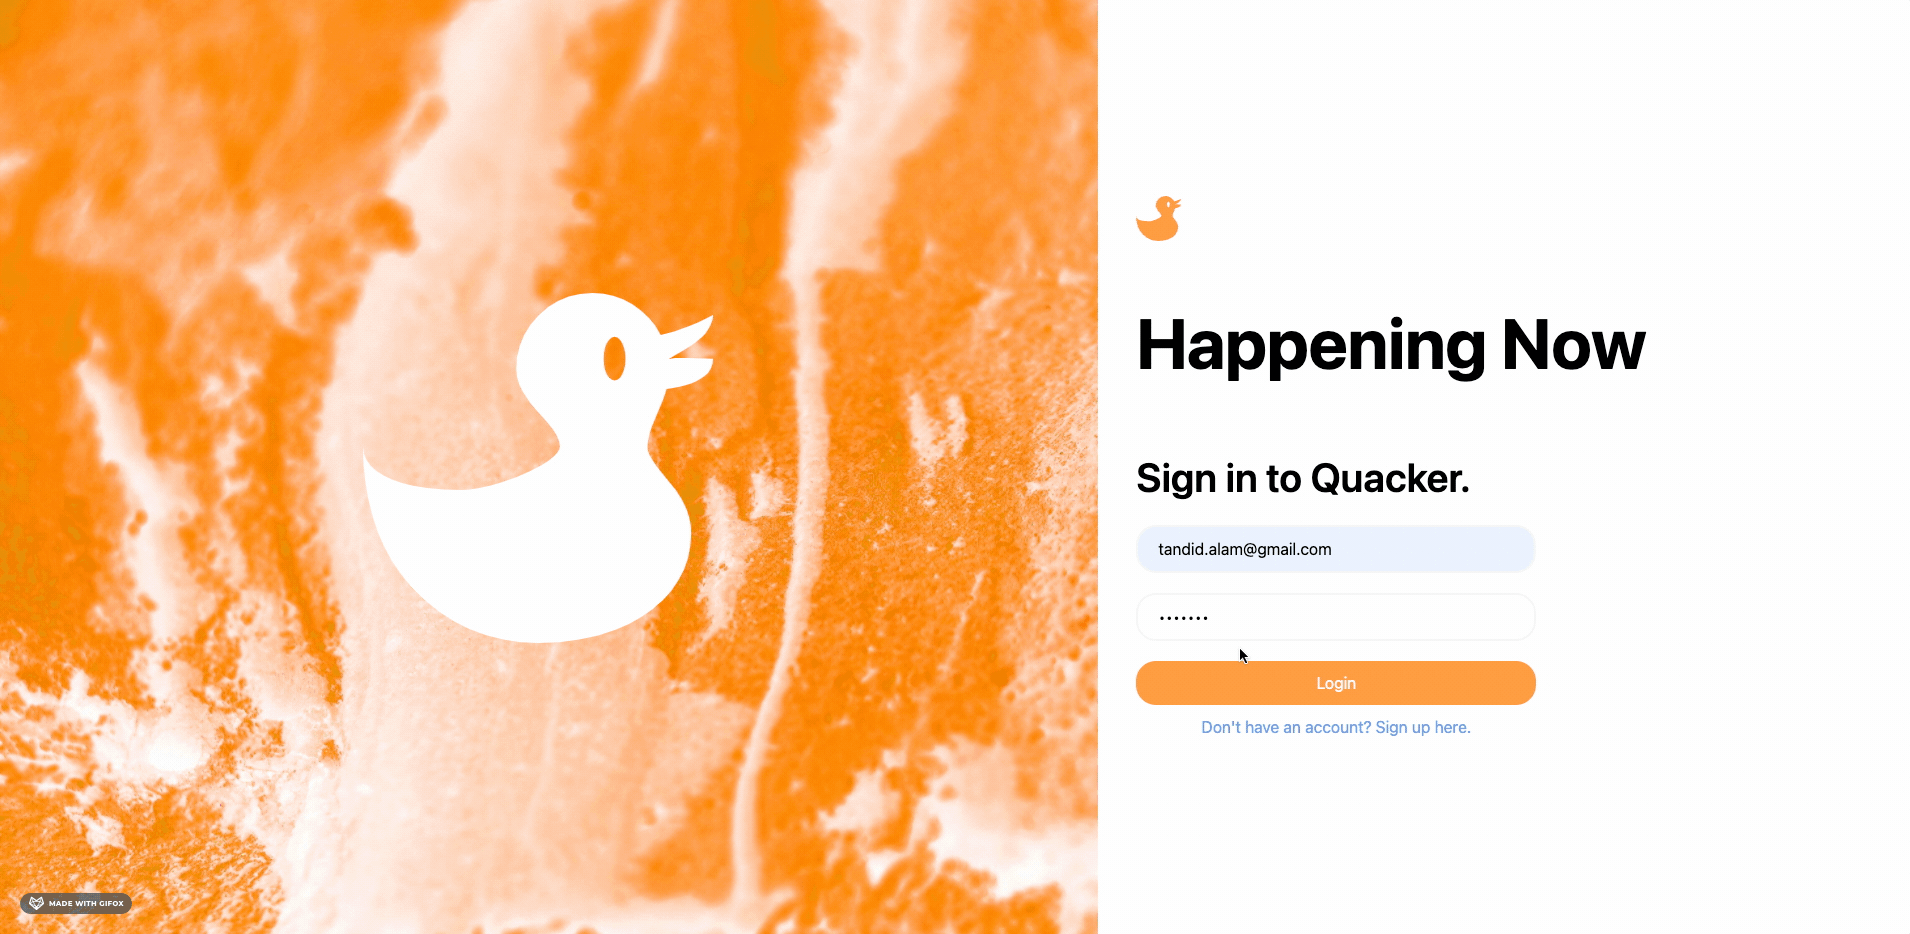 Happening Now
Sign in to Quacker.
tandid.alam@gmail.com
•••••••
Login
Don't have an account? Sign up here.
MADE WITH GIFOX